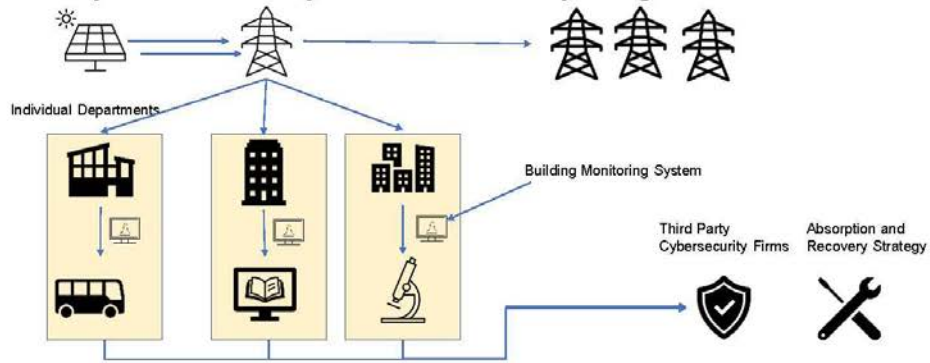 Individual Departments
Building Monitoring System
Third Party
Cybersecurity Firms
Absorption and
Recovery Strategy